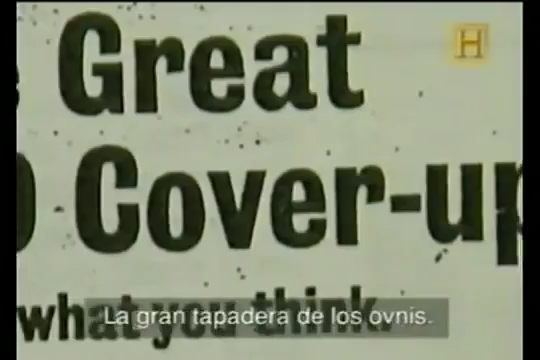 Great
H
Cover-up
what you think.
La gran tapadera de los ovnis.